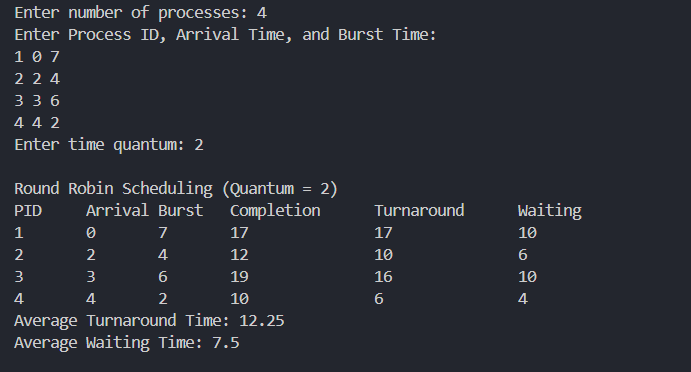 Enter number of processes: 4
Enter Process ID, Arrival Time, and Burst Time:
1 0 7
2 2 4
3 3 6
4 4 2
Enter time quantum: 2
Round Robin Scheduling (Quantum = 2)
PID Arrival Burst Completion Turnaround Waiting
1 0 7 17 17 10
2 2 4 12 10 6
3 3 6 19 16 10
4 4 2 10 6 4
Average Turnaround Time: 12.25
Average Waiting Time: 7.5